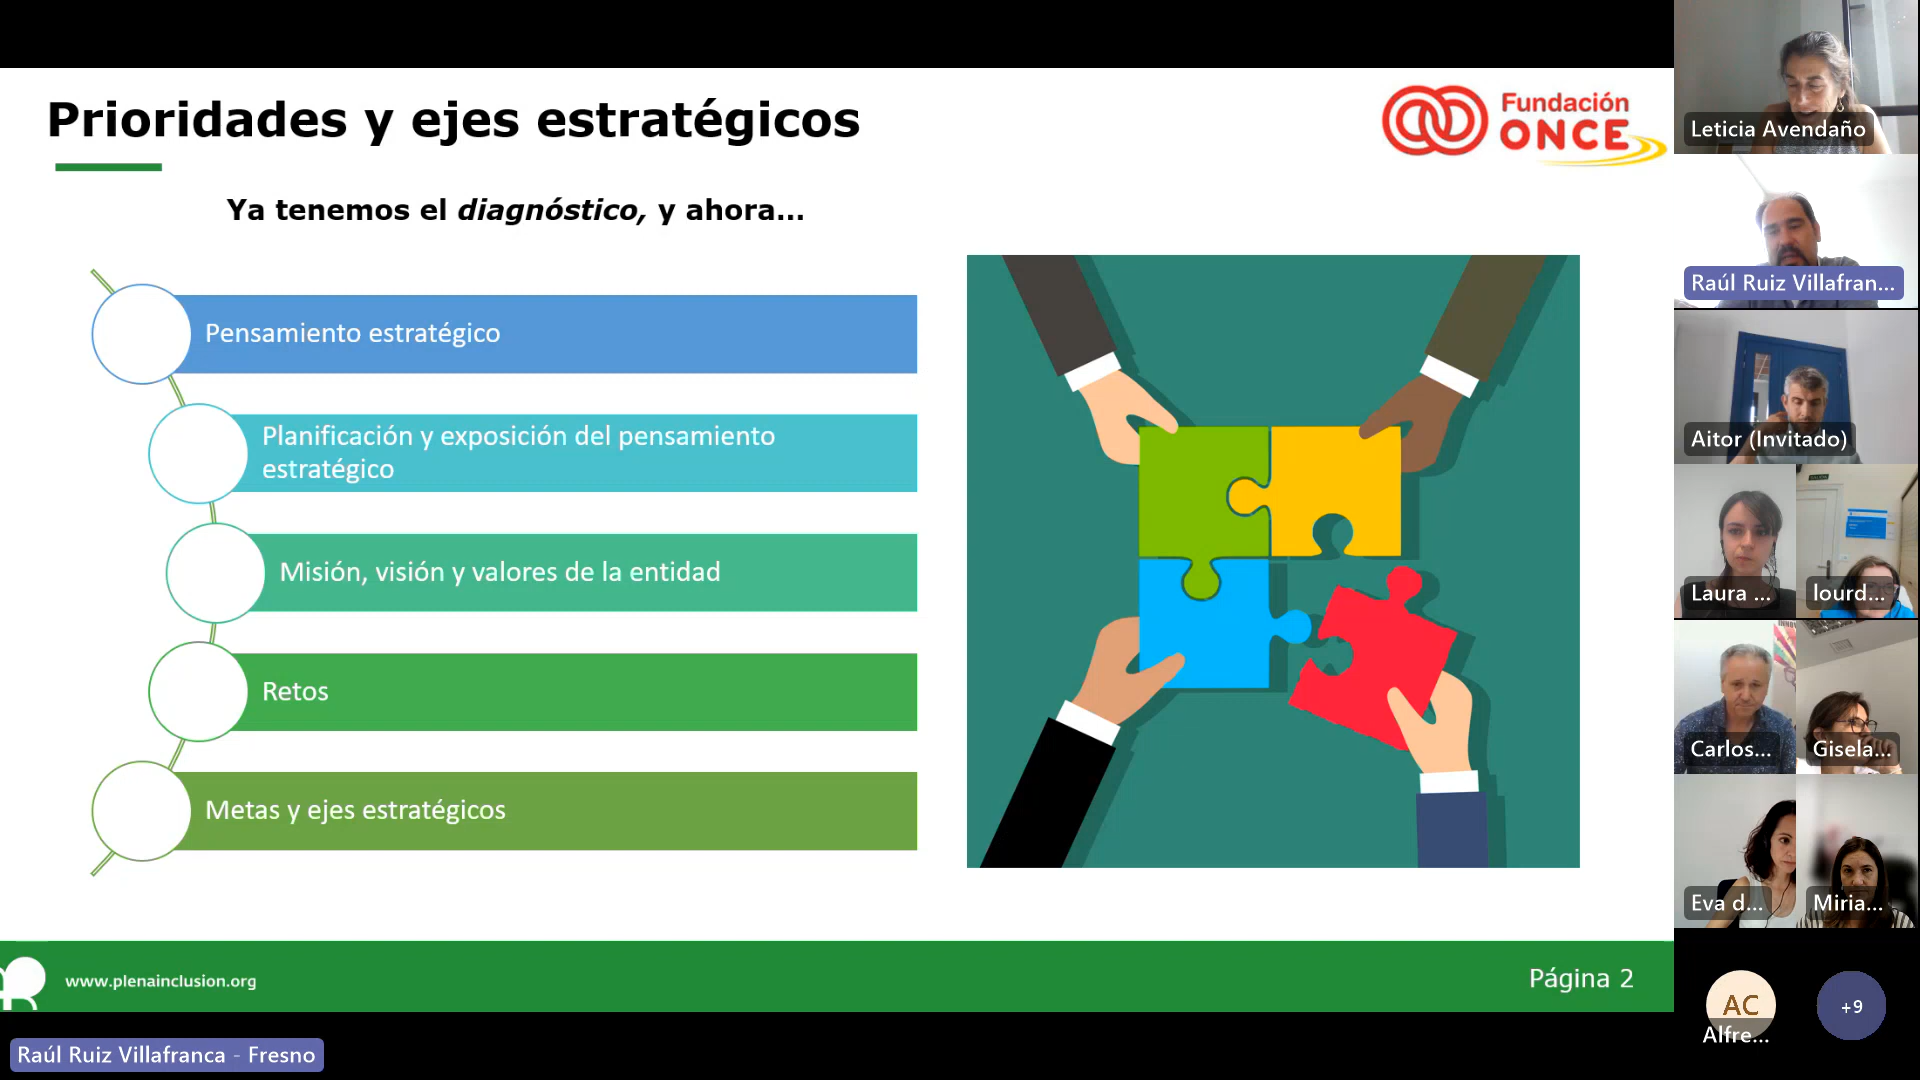 Prioridades y ejes estratégicos
Fundación
ONCE
Ya tenemos el diagnóstico, y ahora...
Pensamiento estratégico
Planificación y exposición del pensamiento
estratégico
Misión, visión y valores de la entidad
Retos
Metas y ejes estratégicos
www.plenainclusion.org
Página 2
Raúl Ruiz Villafranca - Fresno
Leticia Avendaño
Raúl Ruiz Villafran...
Aitor (Invitado)
Laura ...
lourd...
Carlos...
Gisela...
Eva d...
Miria...
AC
Alfre...
+9